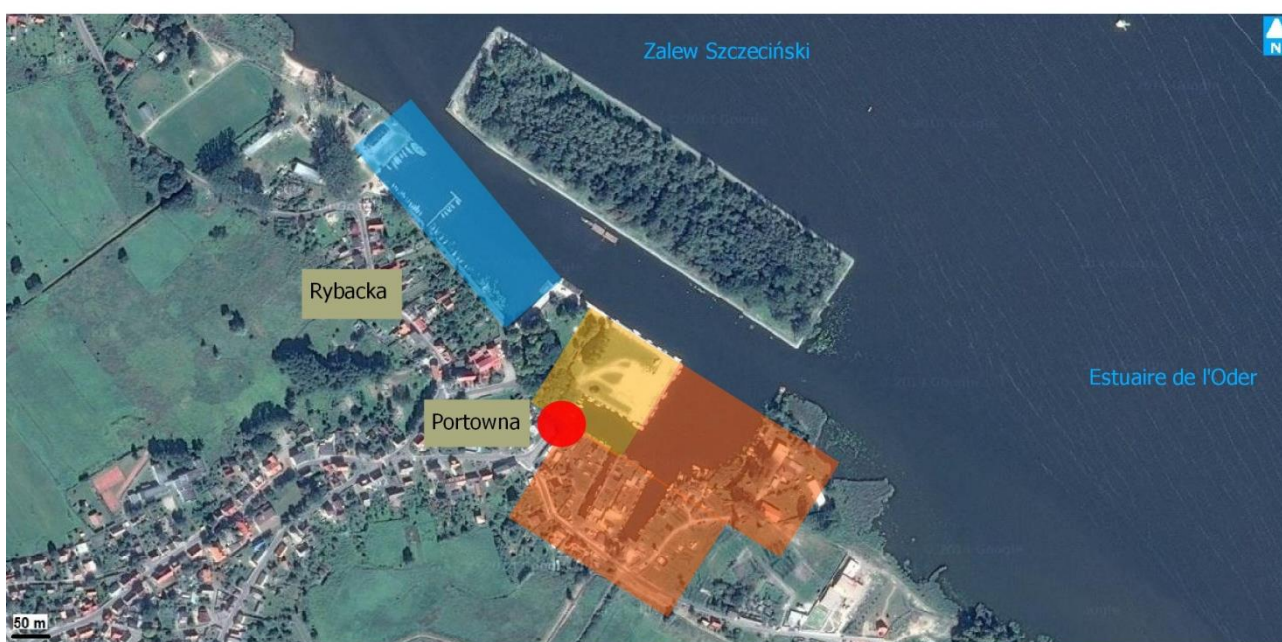 Zalew Szczeciński
N
Rybacka
Estuaire de l'Oder
Portowna
50 m